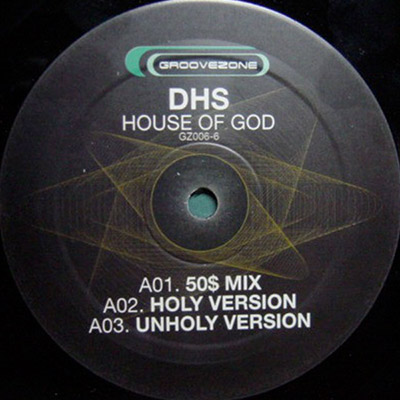 GROOVEZONE
DHS
HOUSE OF GOD
GZ006-6
A01. 50$ MIX
A02. HOLY VERSION
A03. UNHOLY VERSION